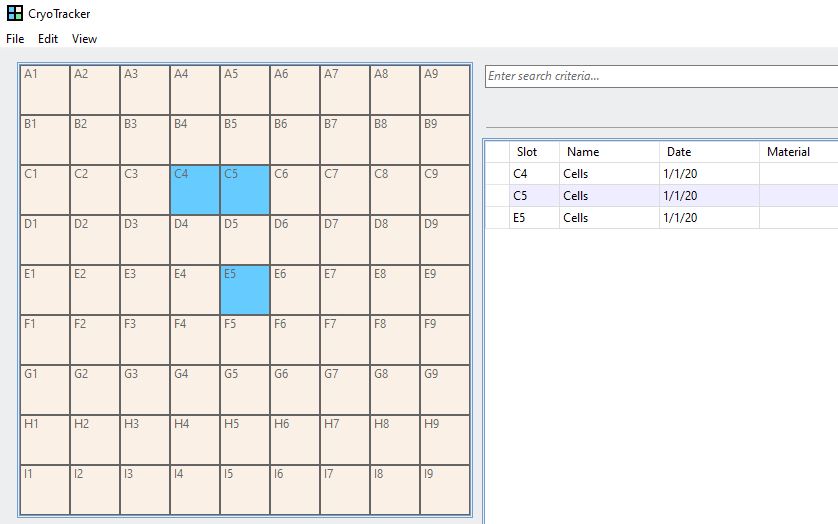 CryoTracker
File Edit View
A1 A2 A3 A4 A5 A6 A7 A8 A9
B1 B2 B3 B4 B5 B6 B7 B8 B9
C1 C2 C3 C4 C5 C6 C7 C8 C9
D1 D2 D3 D4 D5 D6 D7 D8 D9
E1 E2 E3 E4 E5 E6 E7 E8 E9
F1 F2 F3 F4 F5 F6 F7 F8 F9
G1 G2 G3 G4 G5 G6 G7 G8 G9
H1 H2 H3 H4 H5 H6 H7 H8 H9
I1 I2 I3 I4 I5 I6 I7 I8 I9
Enter search criteria...
Slot Name Date Material
C4 Cells 1/1/20
C5 Cells 1/1/20
E5 Cells 1/1/20